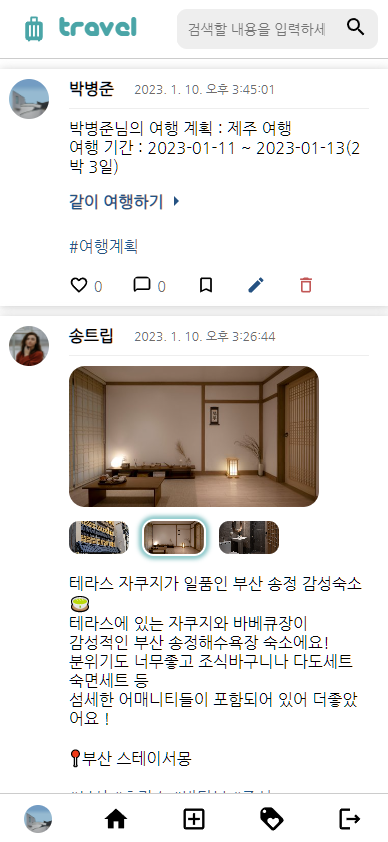 travel
검색할 내용을 입력하세
박병준 2023. 1. 10. 오후 3:45:01
박병준님의 여행 계획 : 제주 여행
여행 기간 : 2023-01-11 ~ 2023-01-13(2
박 3일)
같이 여행하기
#여행계획
0 0
송트립 2023. 1. 10. 오후 3:26:44
테라스 자쿠지가 일품인 부산 송정 감성숙소
🍵
테라스에 있는 자쿠지와 바베큐장이
감성적인 부산 송정해수욕장 숙소에요!
분위기도 너무좋고 조식바구니나 다도세트
숙면세트 등
섬세한 어매니티들이 포함되어 있어 더좋았
어요 !
📍부산 스테이서몽